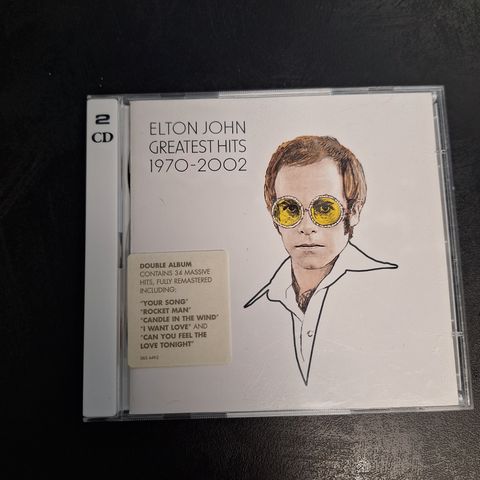 2
CD
ELTON JOHN
GREATEST HITS
1970-2002
DOUBLE ALBUM
CONTAINS 34 MASSIVE
HITS, FULLY REMASTERED
INCLUDING:
"YOUR SONG"
"ROCKET MAN"
"CANDLE IN THE WIND"
"I WANT LOVE" AND
"CAN YOU FEEL THE
LOVE TONIGHT"